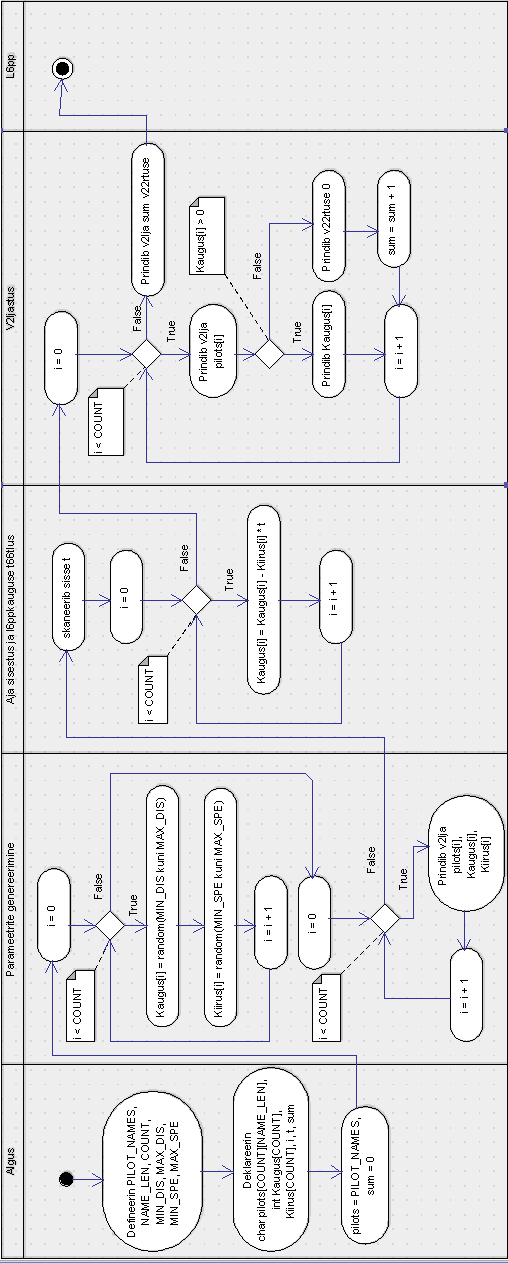 Algus
Defineerin PILOT_NAMES,
NAME_LEN, COUNT,
MIN_DIS, MAX_DIS,
MIN_SPE, MAX_SPE
Deklareerin
char pilots[COUNT][NAME_LEN],
int Kaugus[COUNT],
Kiirus[COUNT], i, t, sum
pilots = PILOT_NAMES,
sum = 0
Parameetrite genereerimine
i = 0
i < COUNT
False
True
Kaugus[i] = random(MIN_DIS kuni MAX_DIS)
Kiirus[i] = random(MIN_SPE kuni MAX_SPE)
i = i + 1
i=0
i < COUNT
False
True
Prindib v2lja
pilots[i],
Kaugus[i],
Kiirus[i]
i = i + 1
Aja sisestus ja l6ppkauguse t66tlus
skaneerib sisse t
i = 0
i < COUNT
False
True
Kaugus[i] = Kaugus[i] - Kiirus[i] * t
i = i + 1
V2ljastus
i = 0
i < COUNT
False
True
Prindib v2lja sum v22rtuse
Prindib v2lja
pilots[i]
Kaugus[i] > 0
False
True
Prindib Kaugus[i]
Prindib v22rtuse 0
sum = sum + 1
i = i + 1
L6pp